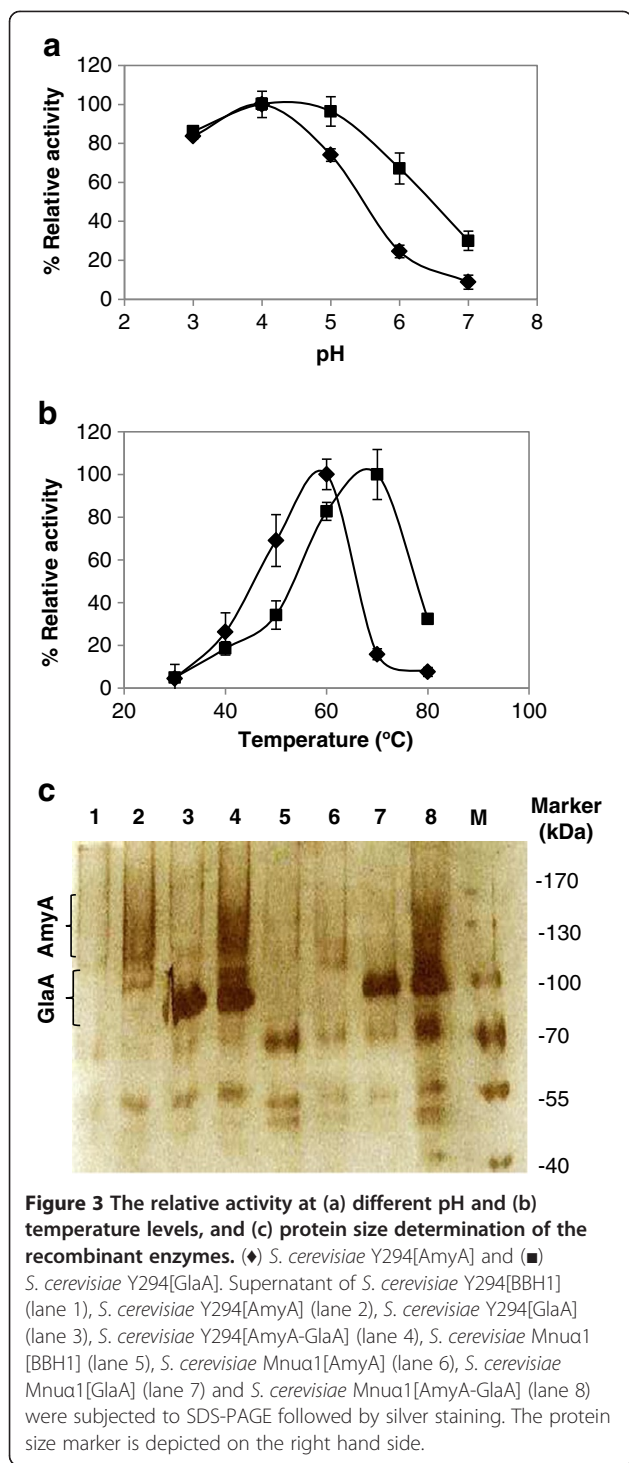 a
120
100
80
60
40
20
0
% Relative activity
2 3 4 5 6 7 8
pH
b
120
100
80
60
40
20
0
% Relative activity
20 40 60 80 100
Temperature (°C)
c
1 2 3 4 5 6 7 8 M Marker (kDa)
AmyA
GlaA
-170
-130
-100
-70
-55
-40
Figure 3 The relative activity at (a) different pH and (b)
temperature levels, and (c) protein size determination of the
recombinant enzymes. (♦) S. cerevisiae Y294[AmyA] and (■)
S. cerevisiae Y294[GlaA]. Supernatant of S. cerevisiae Y294[BBH1]
(lane 1), S. cerevisiae Y294[AmyA] (lane 2), S. cerevisiae Y294[GlaA]
(lane 3), S. cerevisiae Y294[AmyA-GlaA] (lane 4), S. cerevisiae Mnuα1
[BBH1] (lane 5), S. cerevisiae Mnuα1[AmyA] (lane 6), S. cerevisiae
Mnuα1[GlaA] (lane 7) and S. cerevisiae Mnuα1[AmyA-GlaA] (lane 8)
were subjected to SDS-PAGE followed by silver staining. The protein
size marker is depicted on the right hand side.